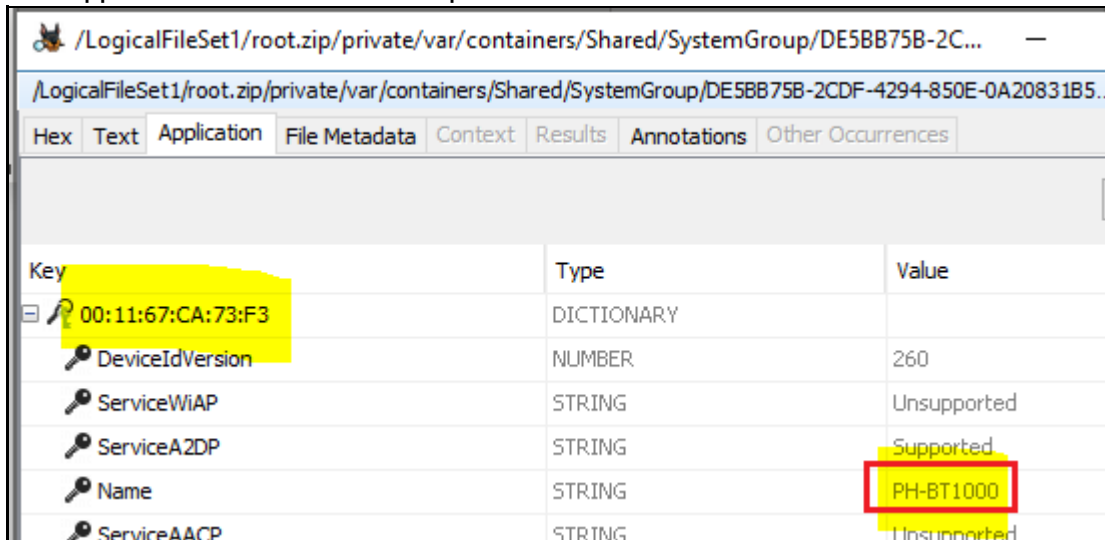 /LogicalFileSet1/root.zip/private/var/containers/Shared/SystemGroup/DE5BB75B-2C...
/LogicalFileSet1/root.zip/private/var/containers/Shared/SystemGroup/DE5BB75B-2CDF-4294-850E-0A20831B5...
Hex Text Application File Metadata Context Results Annotations Other Occurrences
Key Type Value
00:11:67:CA:73:F3 DICTIONARY
DeviceIdVersion NUMBER 260
ServiceWiAP STRING Unsupported
ServiceA2DP STRING Supported
Name STRING PH-BT1000
ServiceAACP STRING Unsupported